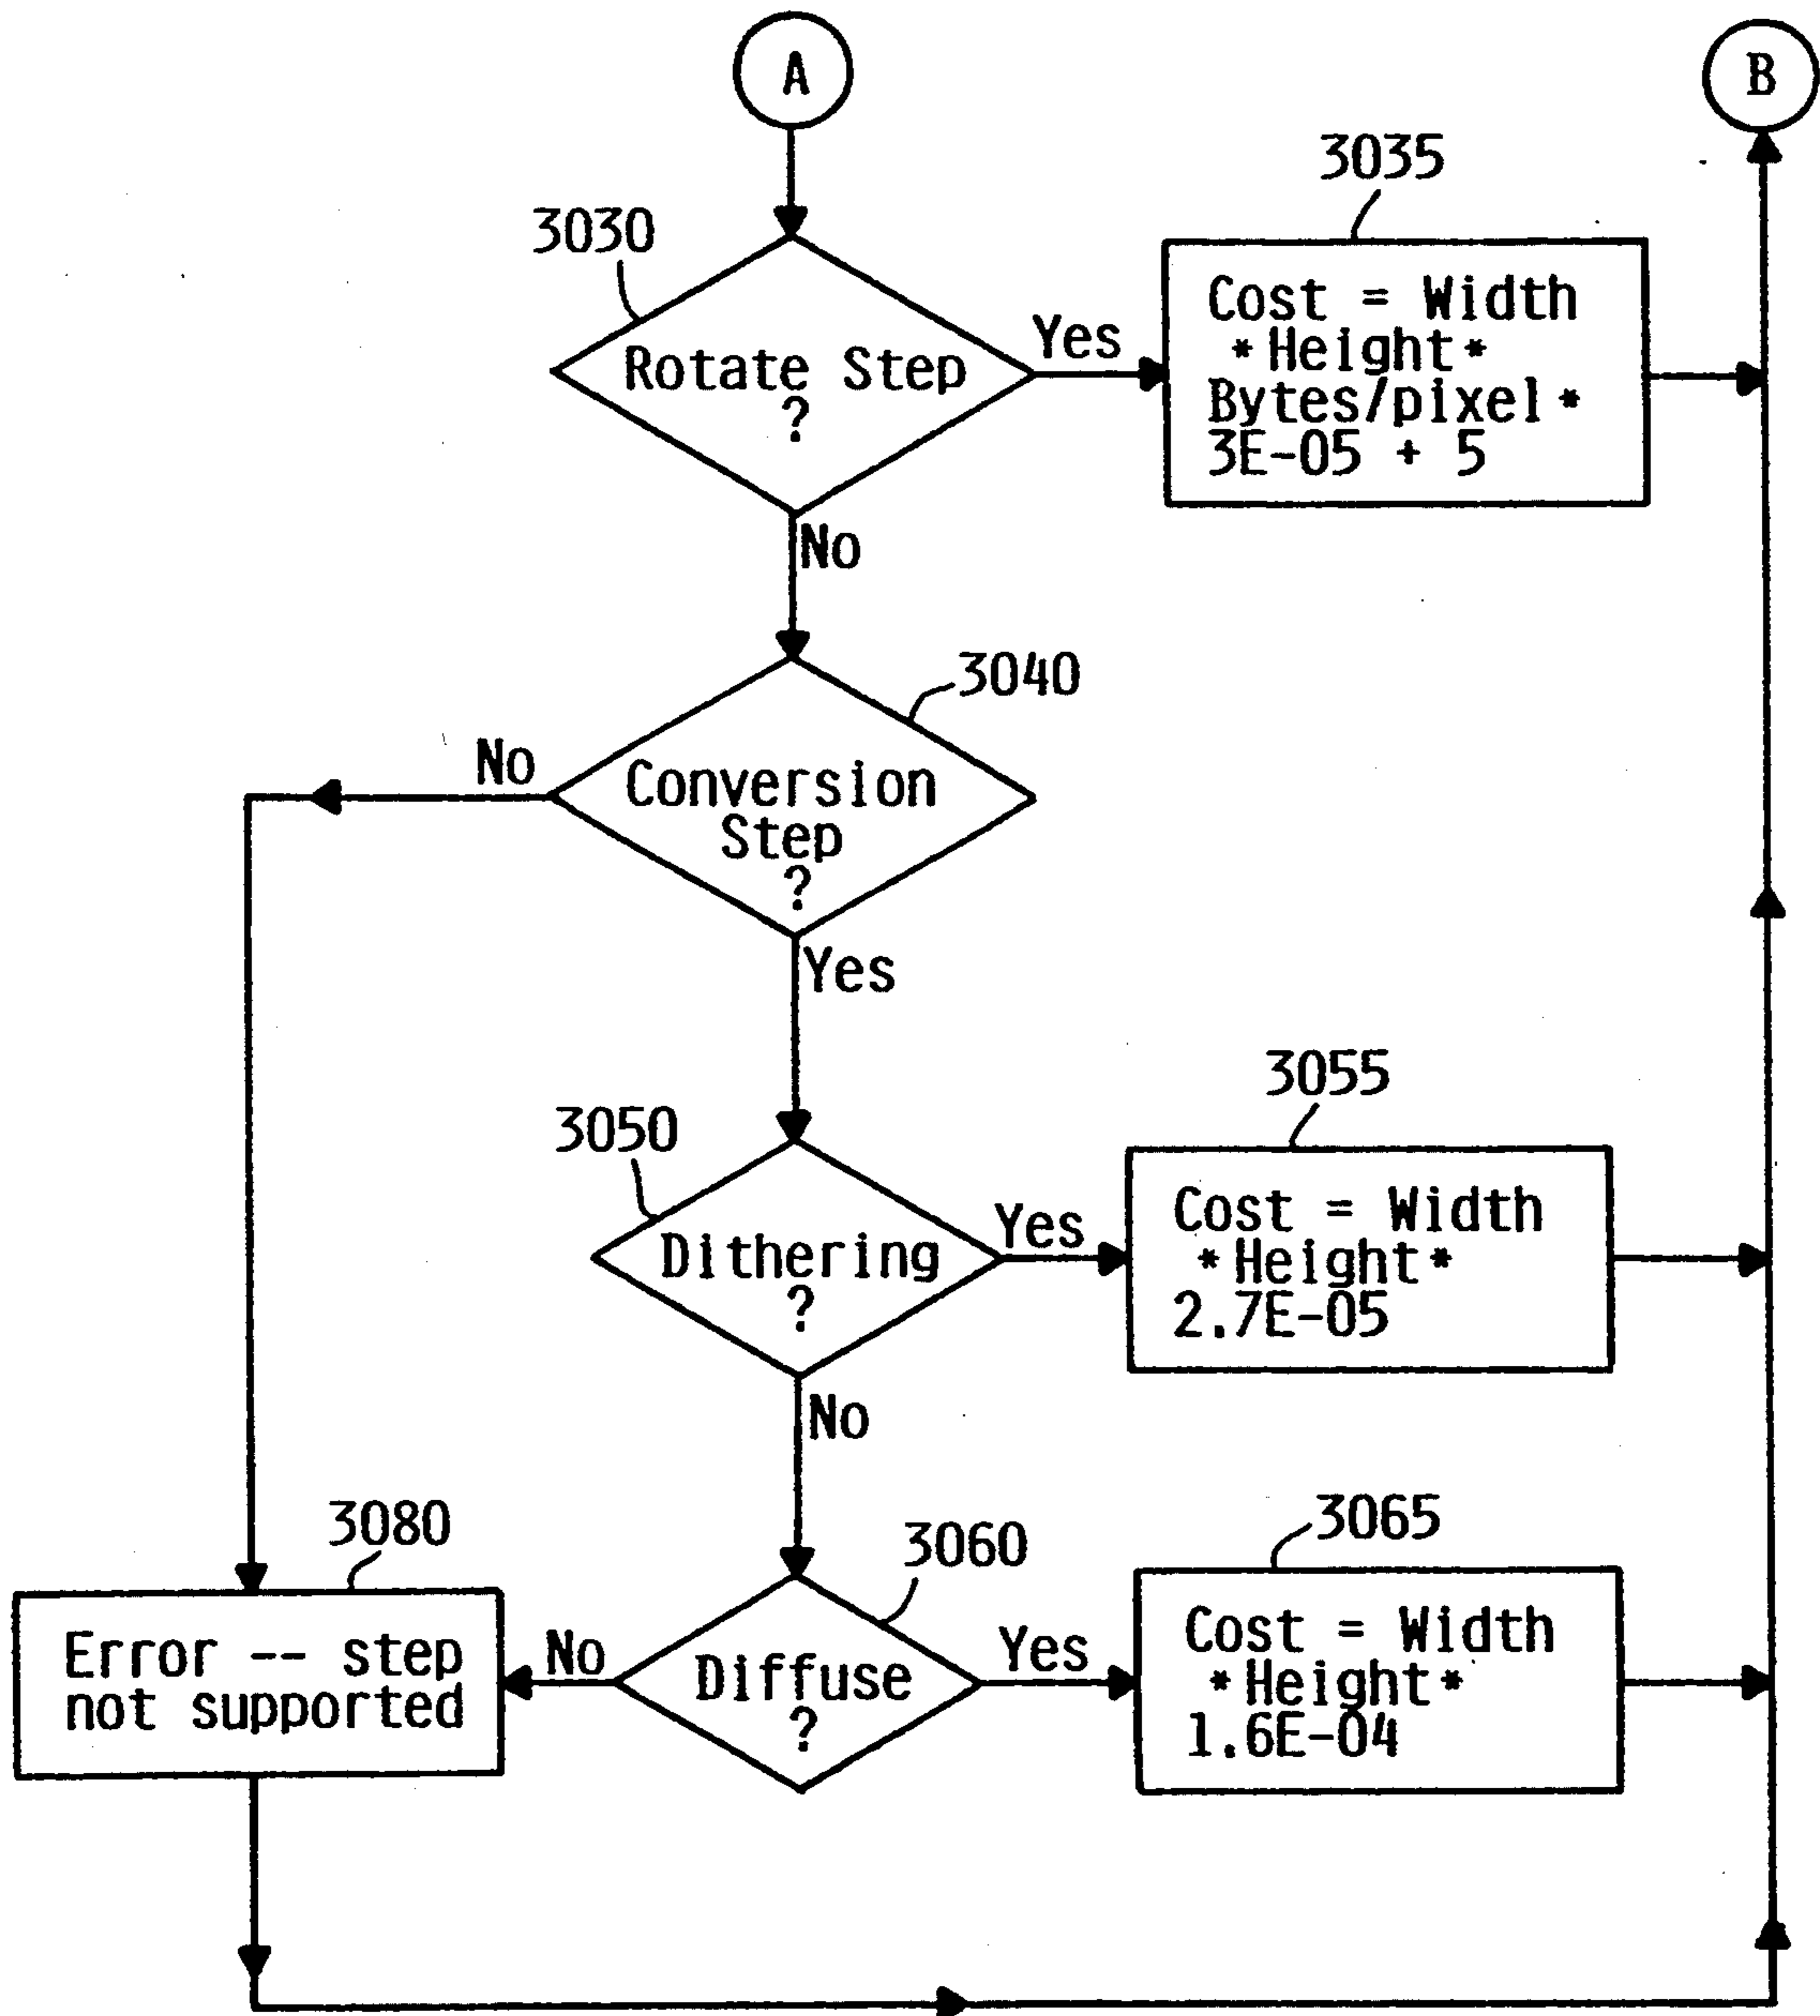 A
B
3035
3030
Cost = Width
*Height*
Bytes/pixel*
3E-05 + 5
Yes
Rotate Step
?
No
3040
No
Conversion
Step
?
Yes
3055
3050
Cost = Width
*Height*
2.7E-05
Yes
Dithering
?
No
3080
3060
3065
Error -- step
not supported
No
Diffuse
?
Yes
Cost = Width
*Height*
1.6E-04